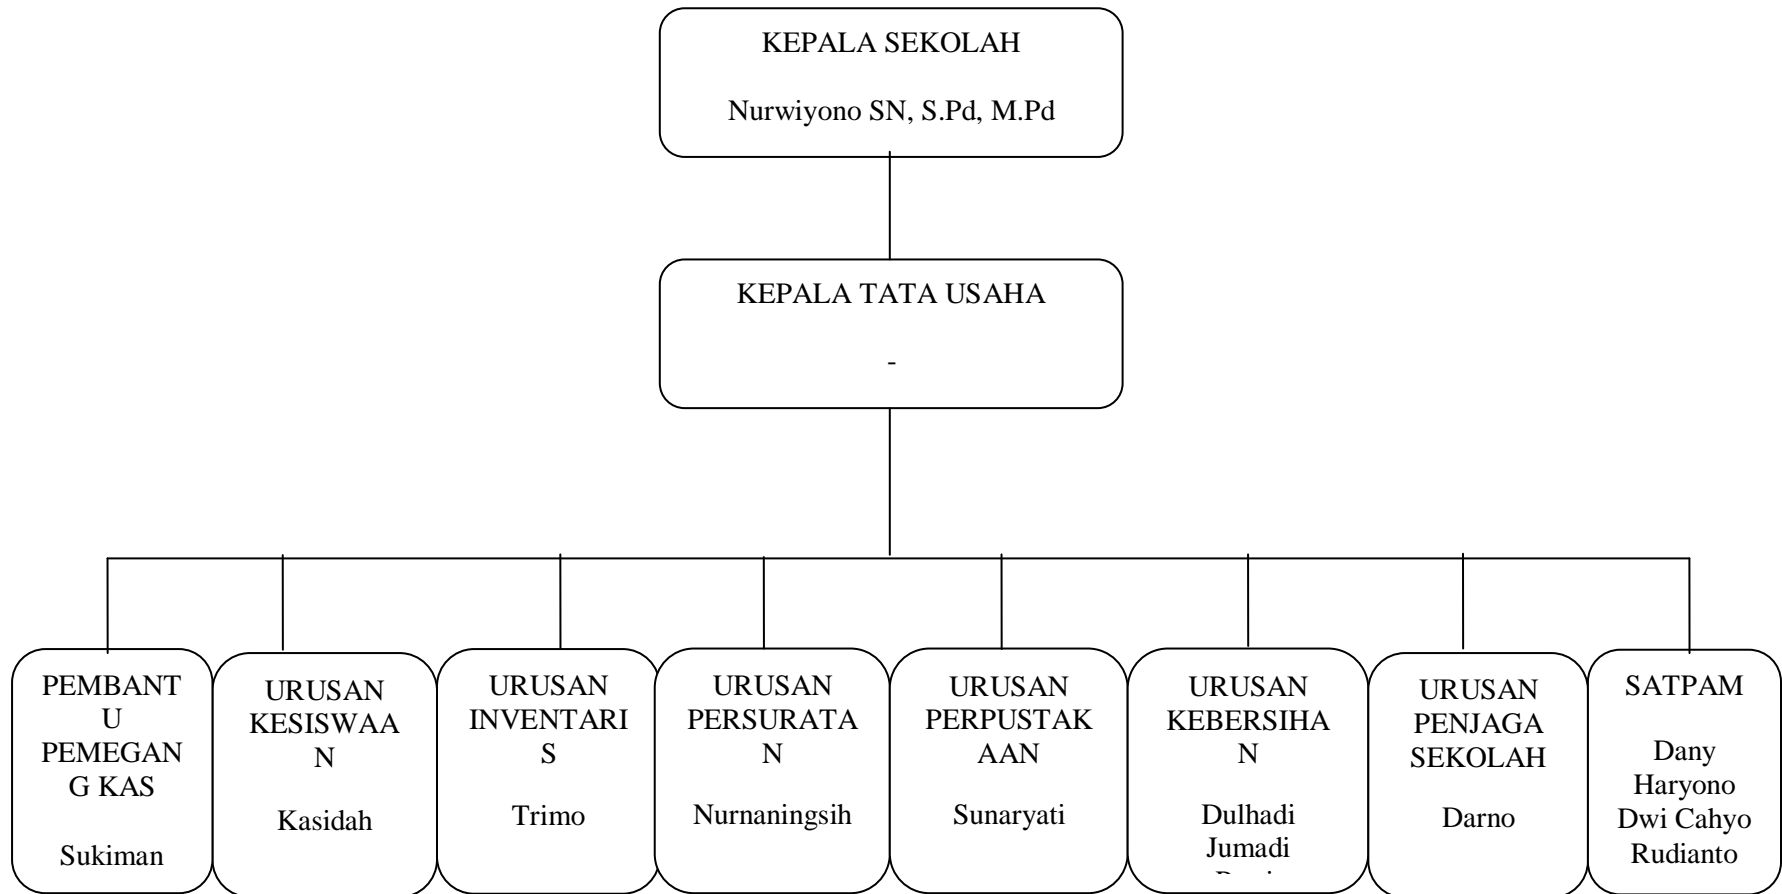 KEPALA SEKOLAH
Nurwiyono SN, S.Pd, M.Pd
KEPALA TATA USAHA
-
PEMBANT
U
PEMEGAN
G KAS
Sukiman
URUSAN
KESISWAA
N
Kasidah
URUSAN
INVENTARI
S
Trimo
URUSAN
PERSURATA
N
Nurnaningsih
URUSAN
PERPUSTAK
AAN
Sunaryati
URUSAN
KEBERSIHA
N
Dulhadi
Jumadi
URUSAN
PENJAGA
SEKOLAH
Darno
SATPAM
Dany
Haryono
Dwi Cahyo
Rudianto